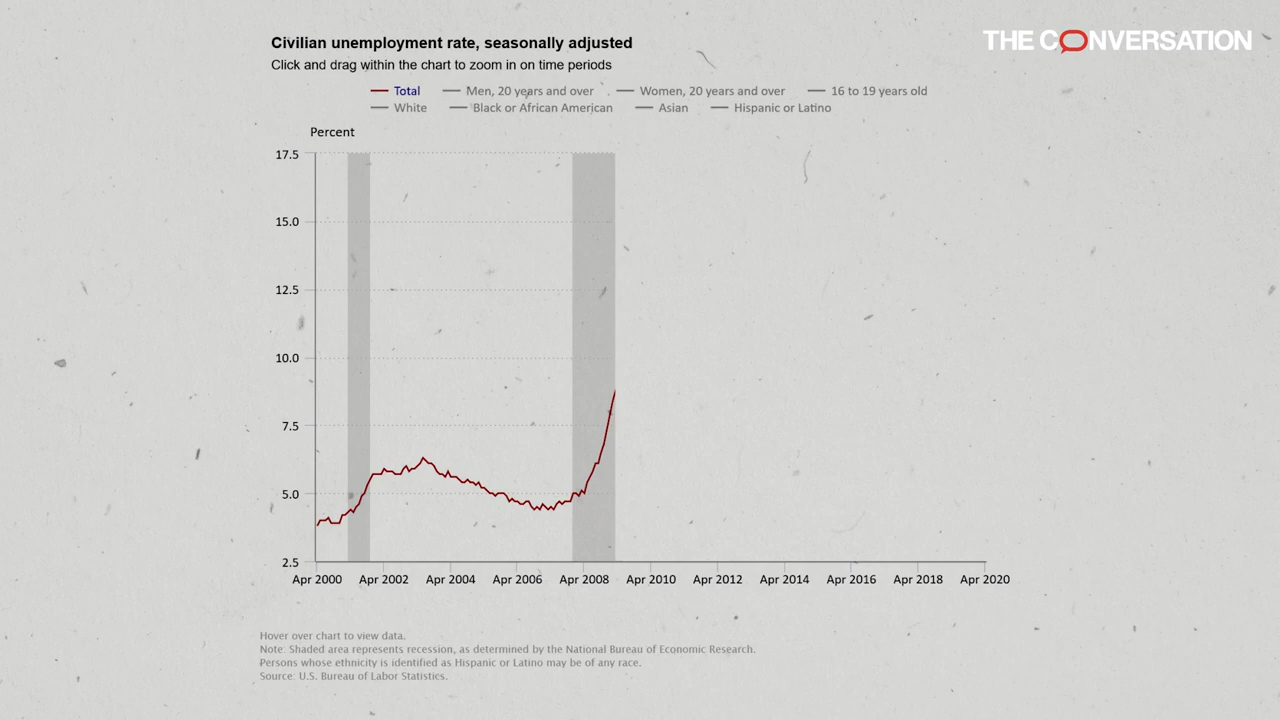 THE CONVERSATION
Civilian unemployment rate, seasonally adjusted
Click and drag within the chart to zoom in on time periods
Total Men, 20 years and over Women, 20 years and over 16 to 19 years old
White Black or African American Asian Hispanic or Latino
Percent
17.5
15.0
12.5
10.0
7.5
5.0
2.5
Apr 2000 Apr 2002 Apr 2004 Apr 2006 Apr 2008 Apr 2010 Apr 2012 Apr 2014 Apr 2016 Apr 2018 Apr 2020
Hover over chart to view data.
Note: Shaded area represents recession, as determined by the National Bureau of Economic Research.
Persons whose ethnicity is identified as Hispanic or Latino may be of any race.
Source: U.S. Bureau of Labor Statistics.